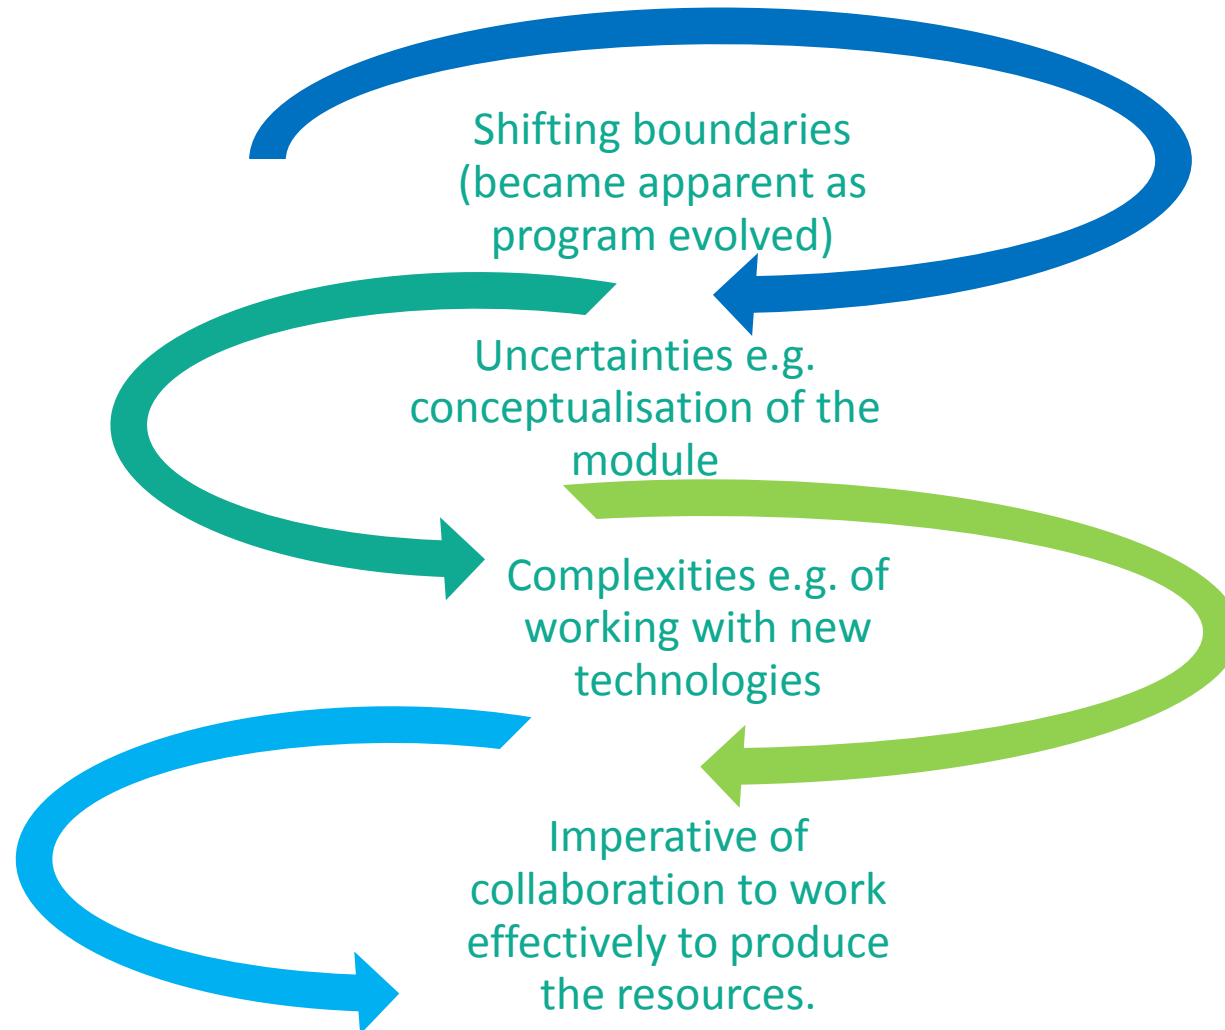 Shifting boundaries
(became apparent as
program evolved)
Uncertainties e.g.
conceptualisation of the
module
Complexities e.g. of
working with new
technologies
Imperative of
collaboration to work
effectively to produce
the resources.